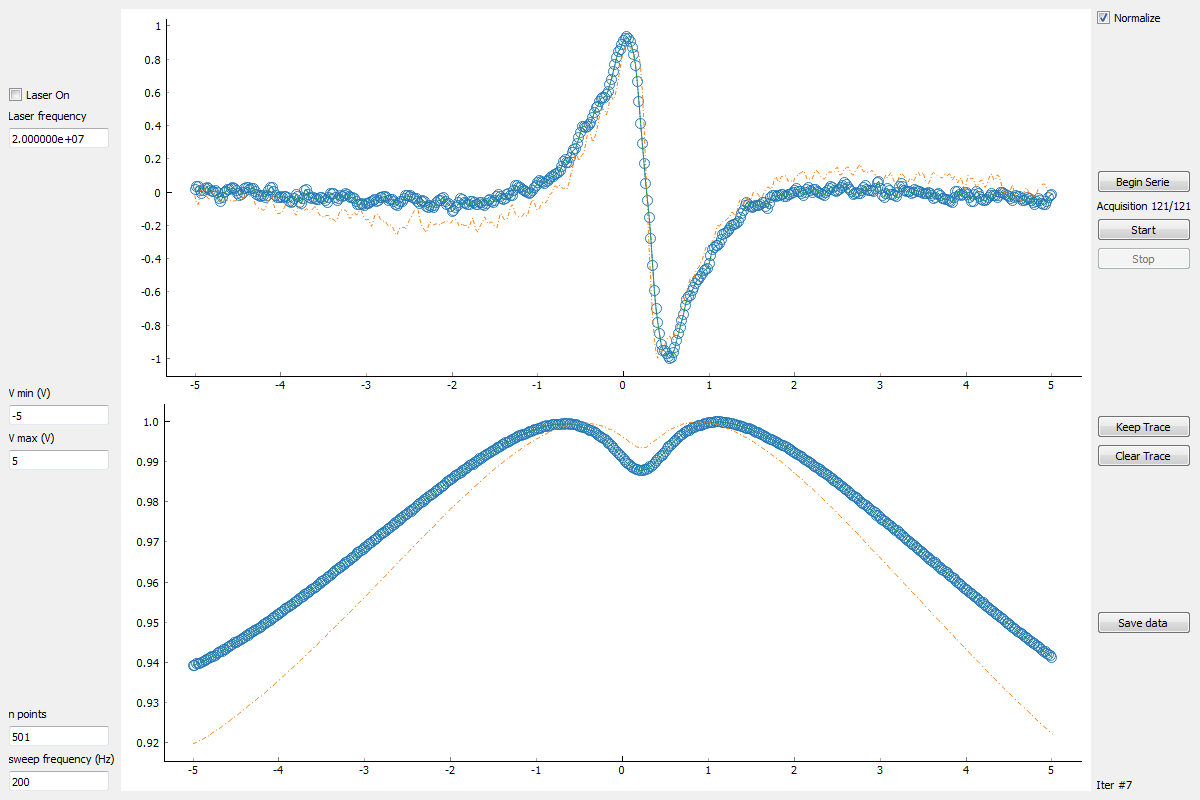 Laser On
Laser frequency
2.000000e+07
V min (V)
-5
V max (V)
5
n points
501
sweep frequency (Hz)
200
1
0.8
0.6
0.4
0.2
0
-0.2
-0.4
-0.6
-0.8
-1
-5 -4 -3 -2 -1 0 1 2 3 4 5
1.0
0.99
0.98
0.97
0.96
0.95
0.94
0.93
0.92
-5 -4 -3 -2 -1 0 1 2 3 4 5
Normalize
Begin Serie
Acquisition 121/121
Start
Stop
Keep Trace
Clear Trace
Save data
Iter #7